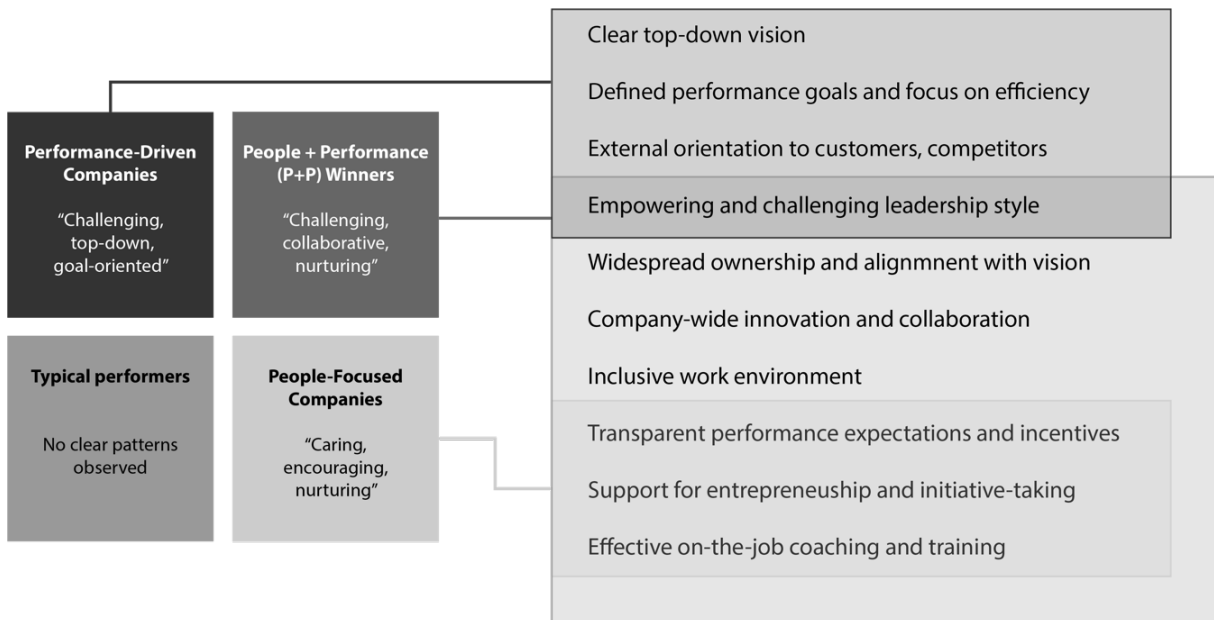 Performance-Driven
Companies
“Challenging,
top-down,
goal-oriented”
People + Performance
(P+P) Winners
“Challenging,
collaborative,
nurturing”
Typical performers
No clear patterns
observed
People-Focused
Companies
“Caring,
encouraging,
nurturing”
Clear top-down vision
Defined performance goals and focus on efficiency
External orientation to customers, competitors
Empowering and challenging leadership style
Widespread ownership and alignmnent with vision
Company-wide innovation and collaboration
Inclusive work environment
Transparent performance expectations and incentives
Support for entrepreneuship and initiative-taking
Effective on-the-job coaching and training